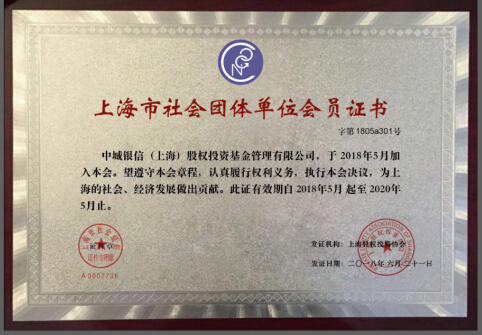 上海市社会团体单位会员证书
字第1805a301号
中城银信（上海）股权投资基金管理有限公司，于2018年5月加
入本会。望遵守本会章程，认真履行权利义务，执行本会决议，为上
海的社会、经济发展做出贡献。此证有效期自2018年5月起至2020年
5月止。
发证机构：上海股权投资协会
证件专用章
发证日期：二〇一八年六月二十一日
A0002736